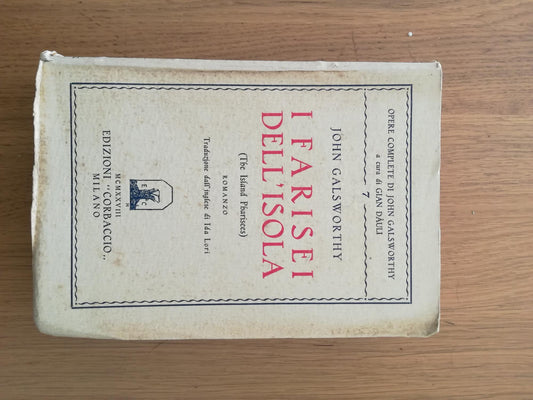 OPERE COMPLETE DI JOHN GALSWORTHY
a cura di GIAN DÀULI
7
JOHN GALSWORTHY
I FARISEI
DELL'ISOLA
(The Island Pharisees)
ROMANZO
Traduzione dall'inglese di Ida Lori
E C
MCMXXVIII
EDIZIONI "CORBACCIO„
MILANO